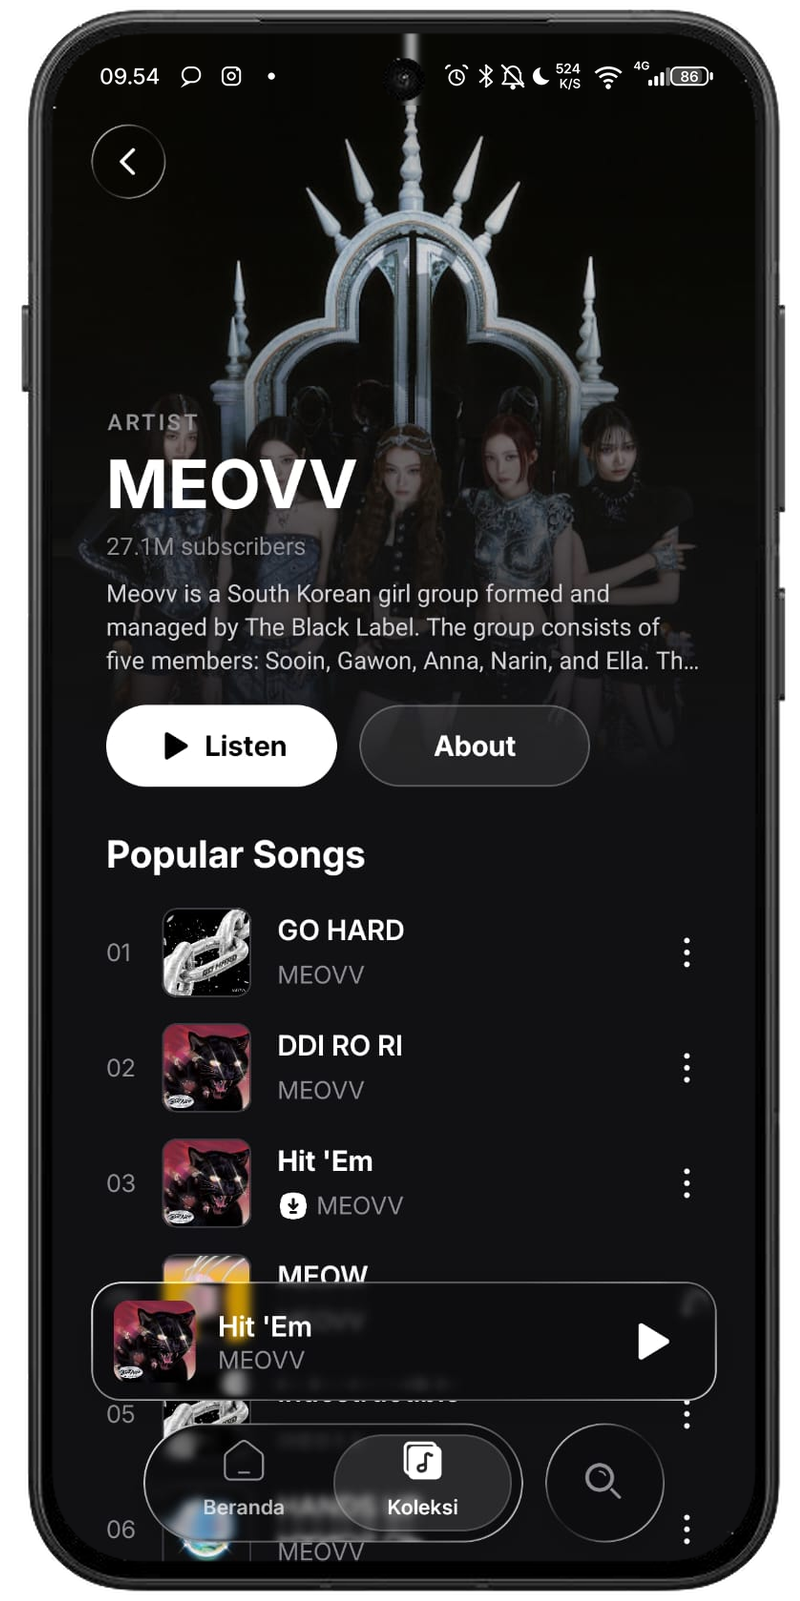 09.54
524
K/S
4G
86
ARTIST
MEOVV
27.1M subscribers
Meovv is a South Korean girl group formed and
managed by The Black Label. The group consists of
five members: Sooin, Gawon, Anna, Narin, and Ella. Th...
Listen
About
Popular Songs
01
GO HARD
MEOVV
02
DDI RO RI
MEOVV
03
Hit 'Em
MEOVV
MEOW
Hit 'Em
MEOVV
05
Beranda
Koleksi
06
MEOVV